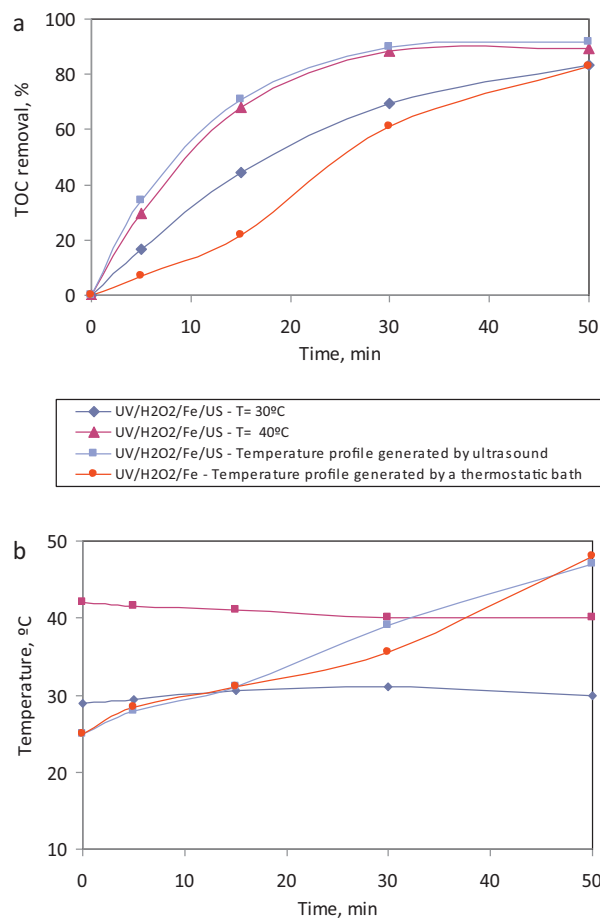 a
100
80
60
40
20
0
TOC removal, %
0 10 20 30 40 50
Time, min
UV/H2O2/Fe/US - T= 30ºC
UV/H2O2/Fe/US - T= 40ºC
UV/H2O2/Fe/US - Temperature profile generated by ultrasound
UV/H2O2/Fe - Temperature profile generated by a thermostatic bath
b
50
40
30
20
10
Temperature, ºC
0 10 20 30 40 50
Time, min